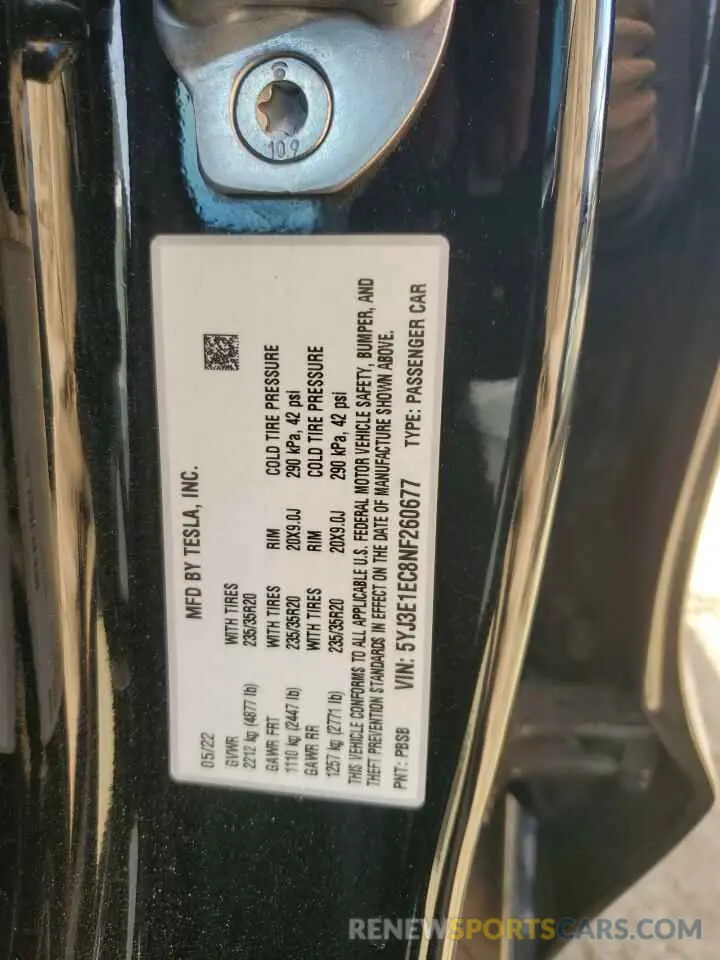 10.9
MFD BY TESLA, INC.
05/22
GVWR WITH TIRES
2212 kg (4877 lb) 235/35R20
GAWR FRT WITH TIRES RIM COLD TIRE PRESSURE
1110 kg (2447 lb) 235/35R20 20X9.0J 290 kPa, 42 psi
GAWR RR WITH TIRES RIM COLD TIRE PRESSURE
1257 kg (2771 lb) 235/35R20 20X9.0J 290 kPa, 42 psi
THIS VEHICLE CONFORMS TO ALL APPLICABLE U.S. FEDERAL MOTOR VEHICLE SAFETY, BUMPER, AND
THEFT PREVENTION STANDARDS IN EFFECT ON THE DATE OF MANUFACTURE SHOWN ABOVE.
PNT: PBSB VIN: 5YJ3E1EC8NF260677 TYPE: PASSENGER CAR
RENEWSPORTSCARS.COM